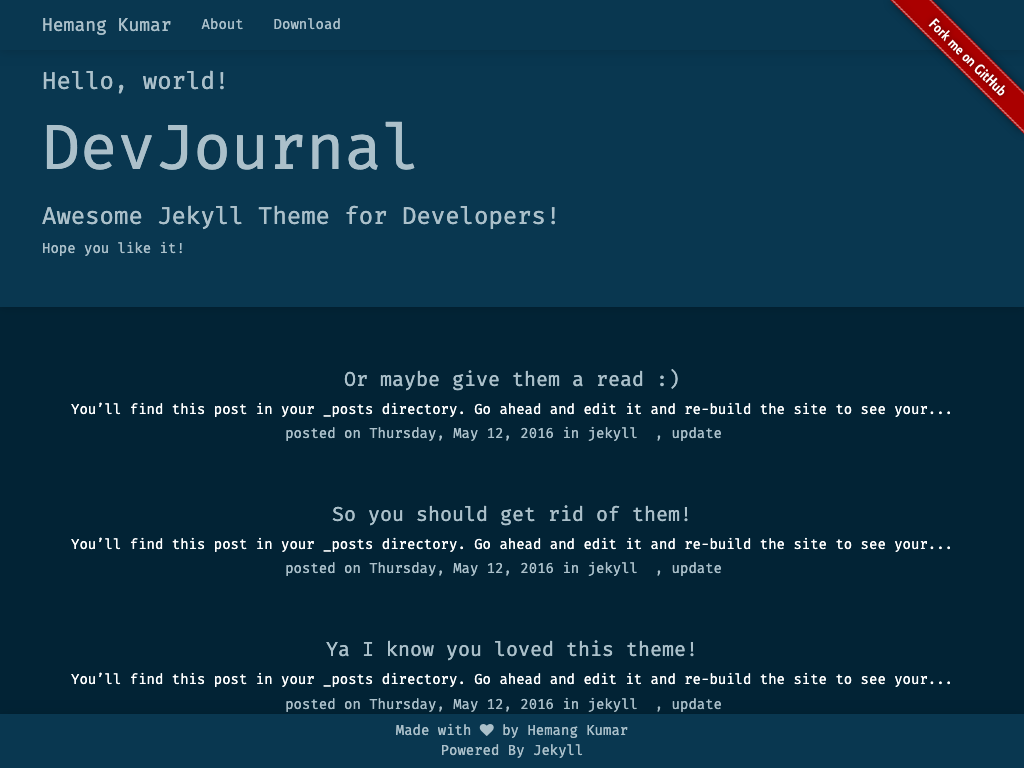 Hemang Kumar About Download
Fork me on GitHub
Hello, world!
DevJournal
Awesome Jekyll Theme for Developers!
Hope you like it!
Or maybe give them a read :)
You’ll find this post in your _posts directory. Go ahead and edit it and re-build the site to see your...
posted on Thursday, May 12, 2016 in jekyll , update
So you should get rid of them!
You’ll find this post in your _posts directory. Go ahead and edit it and re-build the site to see your...
posted on Thursday, May 12, 2016 in jekyll , update
Ya I know you loved this theme!
You’ll find this post in your _posts directory. Go ahead and edit it and re-build the site to see your...
posted on Thursday, May 12, 2016 in jekyll , update
Made with ♥ by Hemang Kumar
Powered By Jekyll